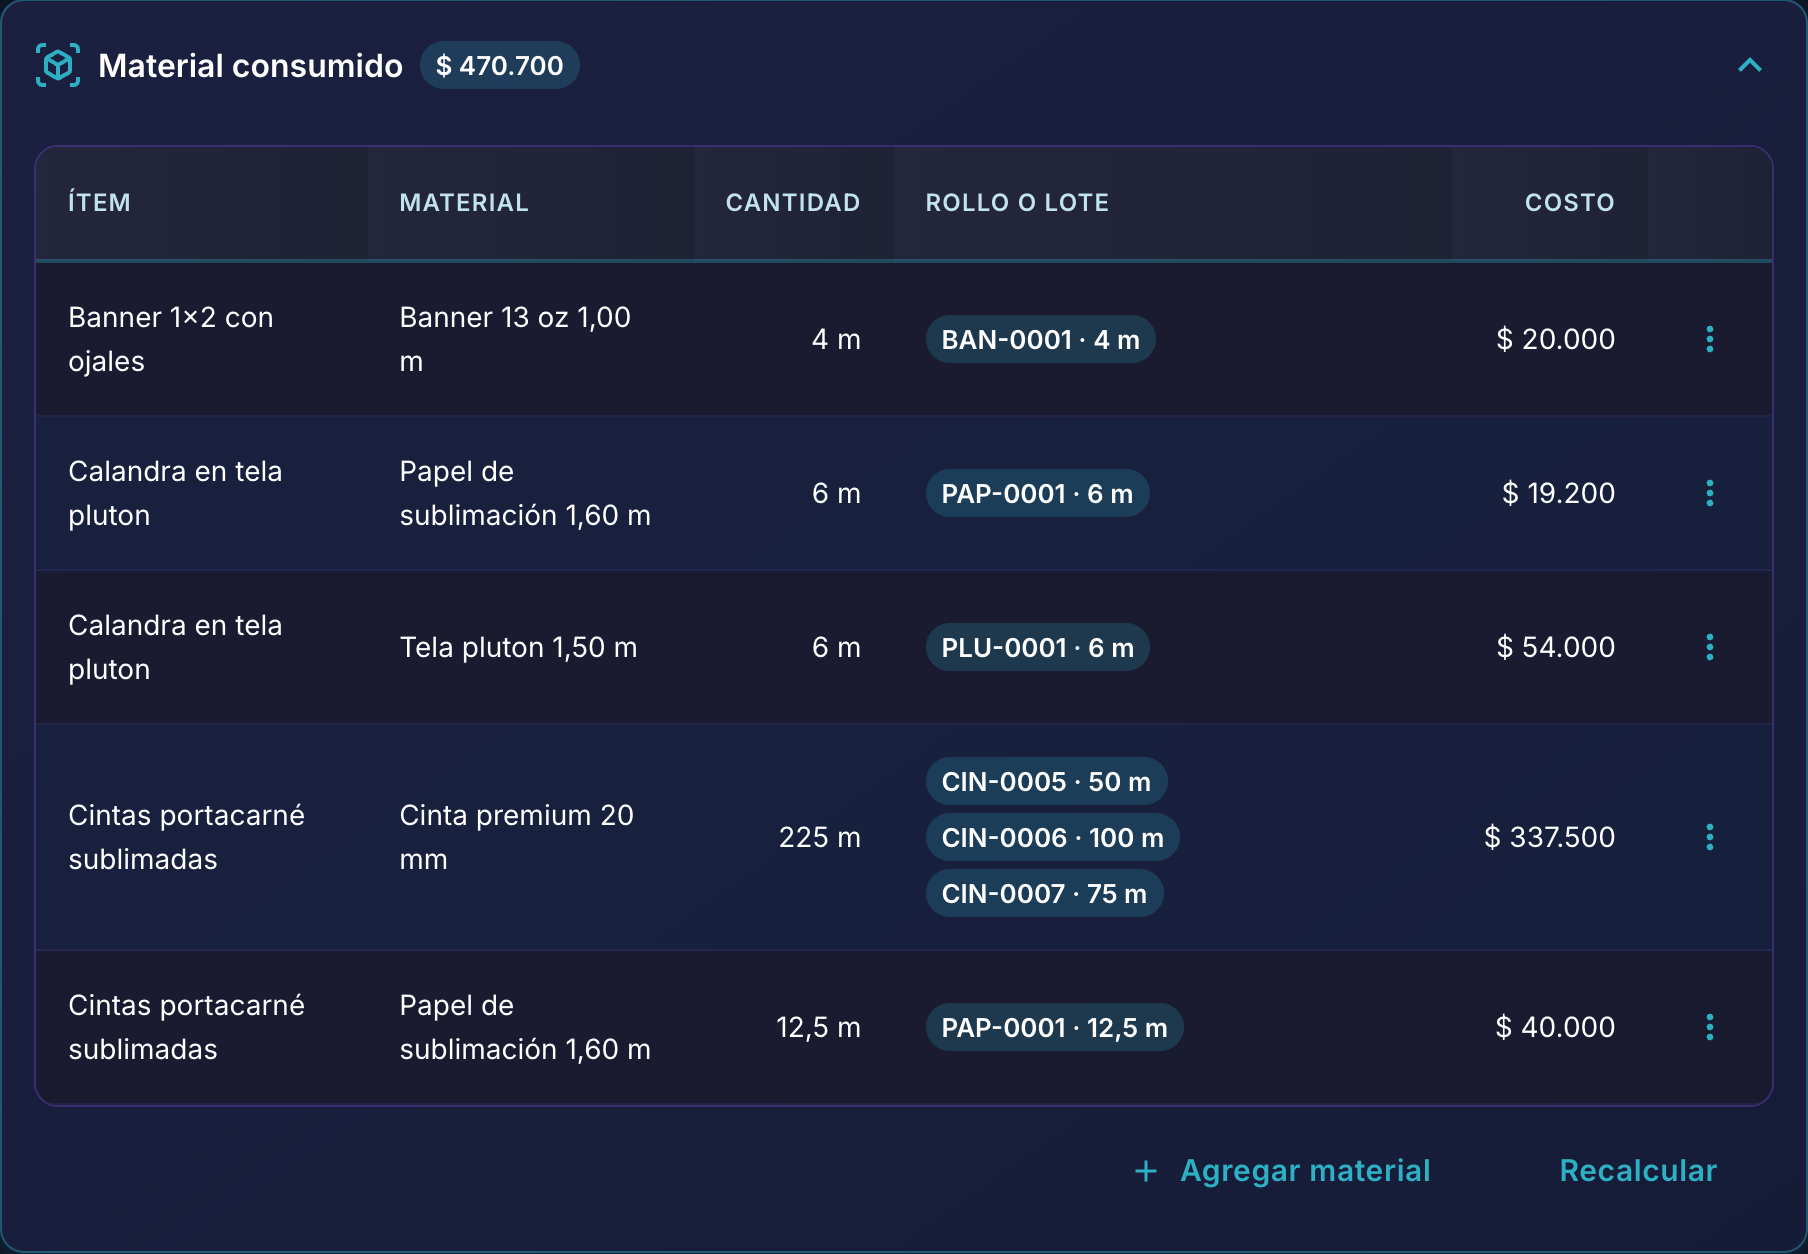 Material consumido $ 470.700
ÍTEM MATERIAL CANTIDAD ROLLO O LOTE COSTO
Banner 1×2 con
ojales
Banner 13 oz 1,00
m
4 m
BAN-0001 · 4 m
$ 20.000
Calandra en tela
pluton
Papel de
sublimación 1,60 m
6 m
PAP-0001 · 6 m
$ 19.200
Calandra en tela
pluton
Tela pluton 1,50 m
6 m
PLU-0001 · 6 m
$ 54.000
Cintas portacarné
sublimadas
Cinta premium 20
mm
225 m
CIN-0005 · 50 m
CIN-0006 · 100 m
CIN-0007 · 75 m
$ 337.500
Cintas portacarné
sublimadas
Papel de
sublimación 1,60 m
12,5 m
PAP-0001 · 12,5 m
$ 40.000
+ Agregar material Recalcular